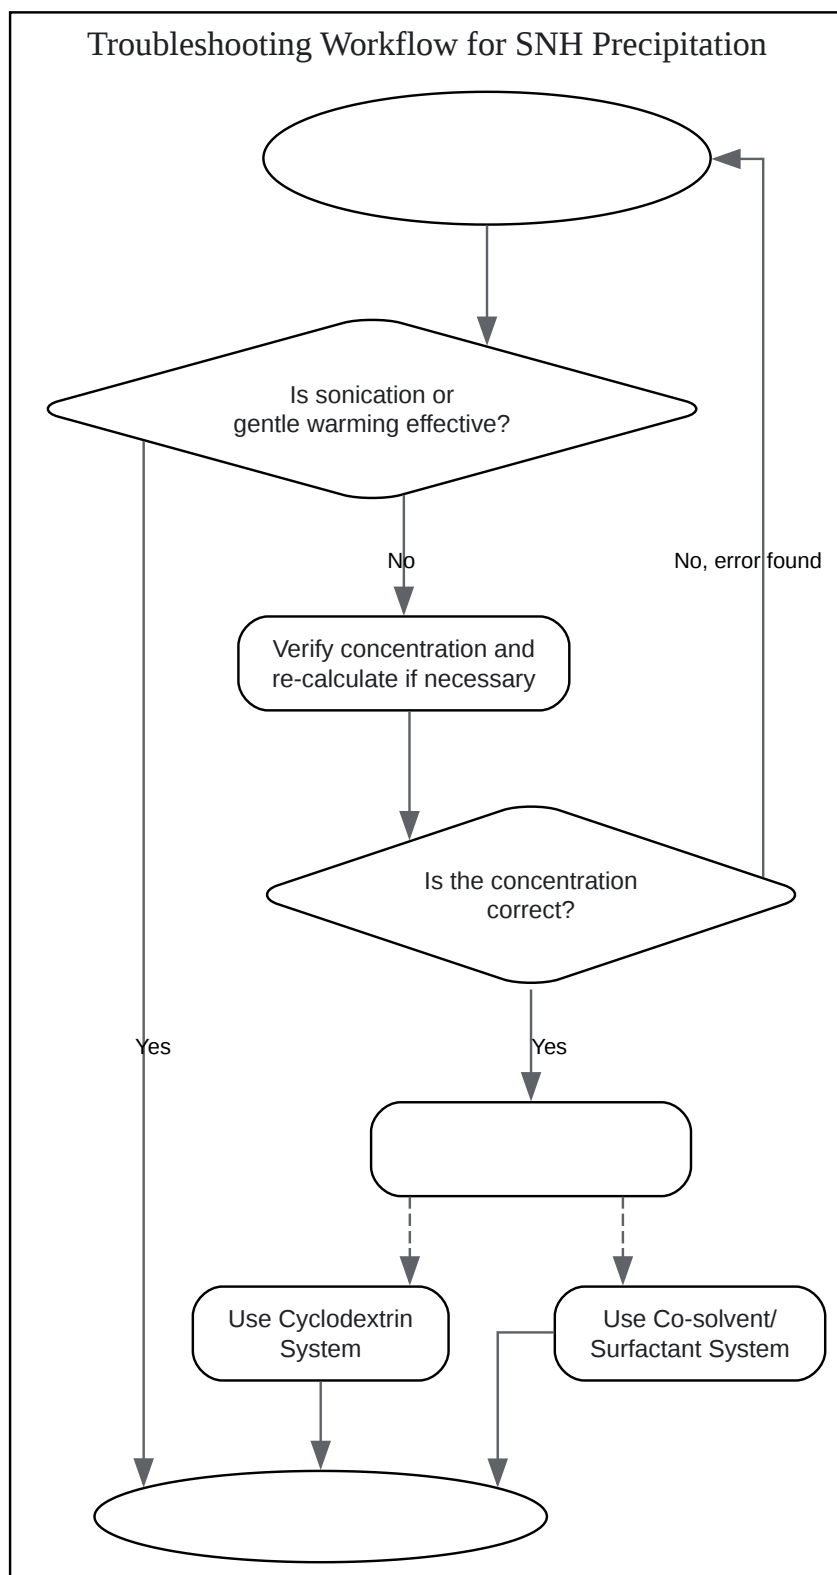 Troubleshooting Workflow for SNH Precipitation
Is sonication or
gentle warming effective?
No
No, error found
Verify concentration and
re-calculate if necessary
Is the concentration
correct?
Yes
Yes
Use Cyclodextrin
System
Use Co-solvent/
Surfactant System